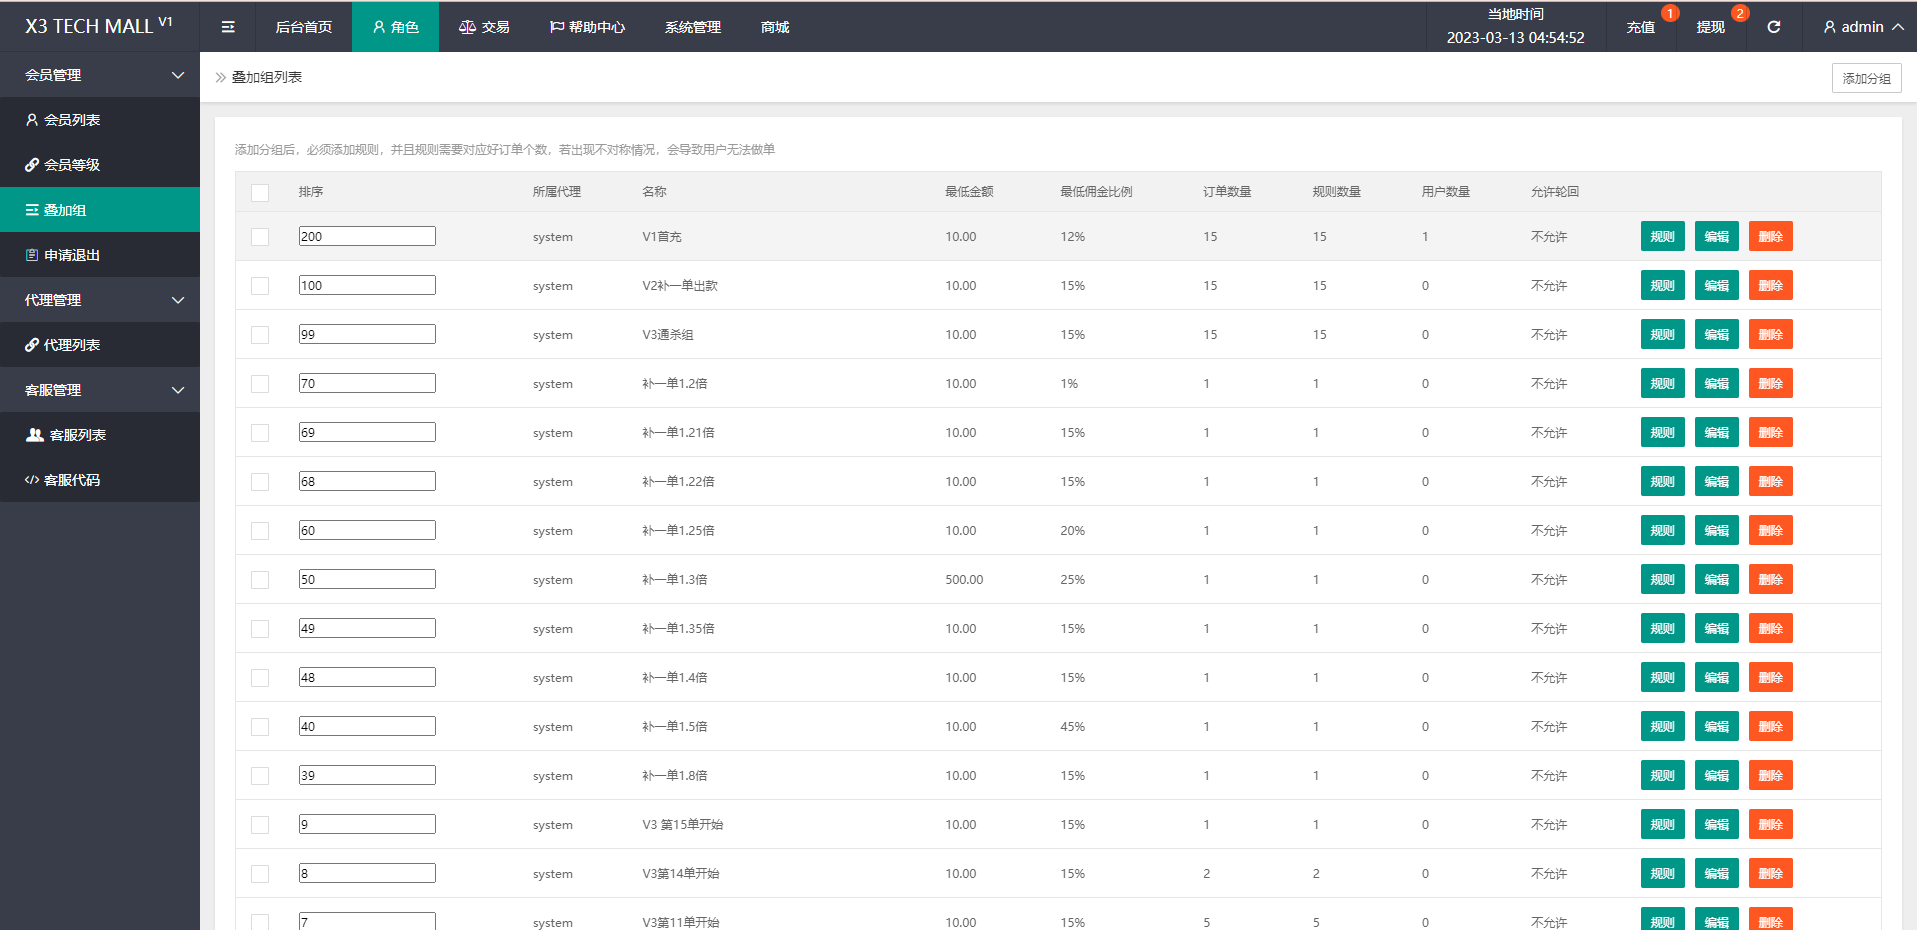 X3 TECH MALL V1
后台首页
角色
交易
帮助中心
系统管理
商城
当地时间
2023-03-13 04:54:52
充值 1
提现 2
admin
会员管理
会员列表
会员等级
叠加组
申请退出
代理管理
代理列表
客服管理
客服列表
客服代码
叠加组列表
添加分组
添加分组后，必须添加规则，并且规则需要对应好订单个数，若出现不对称情况，会导致用户无法做单
排序 所属代理 名称 最低金额 最低佣金比例 订单数量 规则数量 用户数量 允许轮回
200 system V1首充 10.00 12% 15 15 1 不允许 规则 编辑 删除
100 system V2补一单出款 10.00 15% 15 15 0 不允许 规则 编辑 删除
99 system V3通杀组 10.00 15% 15 15 0 不允许 规则 编辑 删除
70 system 补一单1.2倍 10.00 1% 1 1 0 不允许 规则 编辑 删除
69 system 补一单1.21倍 10.00 15% 1 1 0 不允许 规则 编辑 删除
68 system 补一单1.22倍 10.00 15% 1 1 0 不允许 规则 编辑 删除
60 system 补一单1.25倍 10.00 20% 1 1 0 不允许 规则 编辑 删除
50 system 补一单1.3倍 500.00 25% 1 1 0 不允许 规则 编辑 删除
49 system 补一单1.35倍 10.00 15% 1 1 0 不允许 规则 编辑 删除
48 system 补一单1.4倍 10.00 15% 1 1 0 不允许 规则 编辑 删除
40 system 补一单1.5倍 10.00 45% 1 1 0 不允许 规则 编辑 删除
39 system 补一单1.8倍 10.00 15% 1 1 0 不允许 规则 编辑 删除
9 system V3 第15单开始 10.00 15% 1 1 0 不允许 规则 编辑 删除
8 system V3第14单开始 10.00 15% 2 2 0 不允许 规则 编辑 删除
7 system V3第11单开始 10.00 15% 5 5 0 不允许 规则 编辑 删除